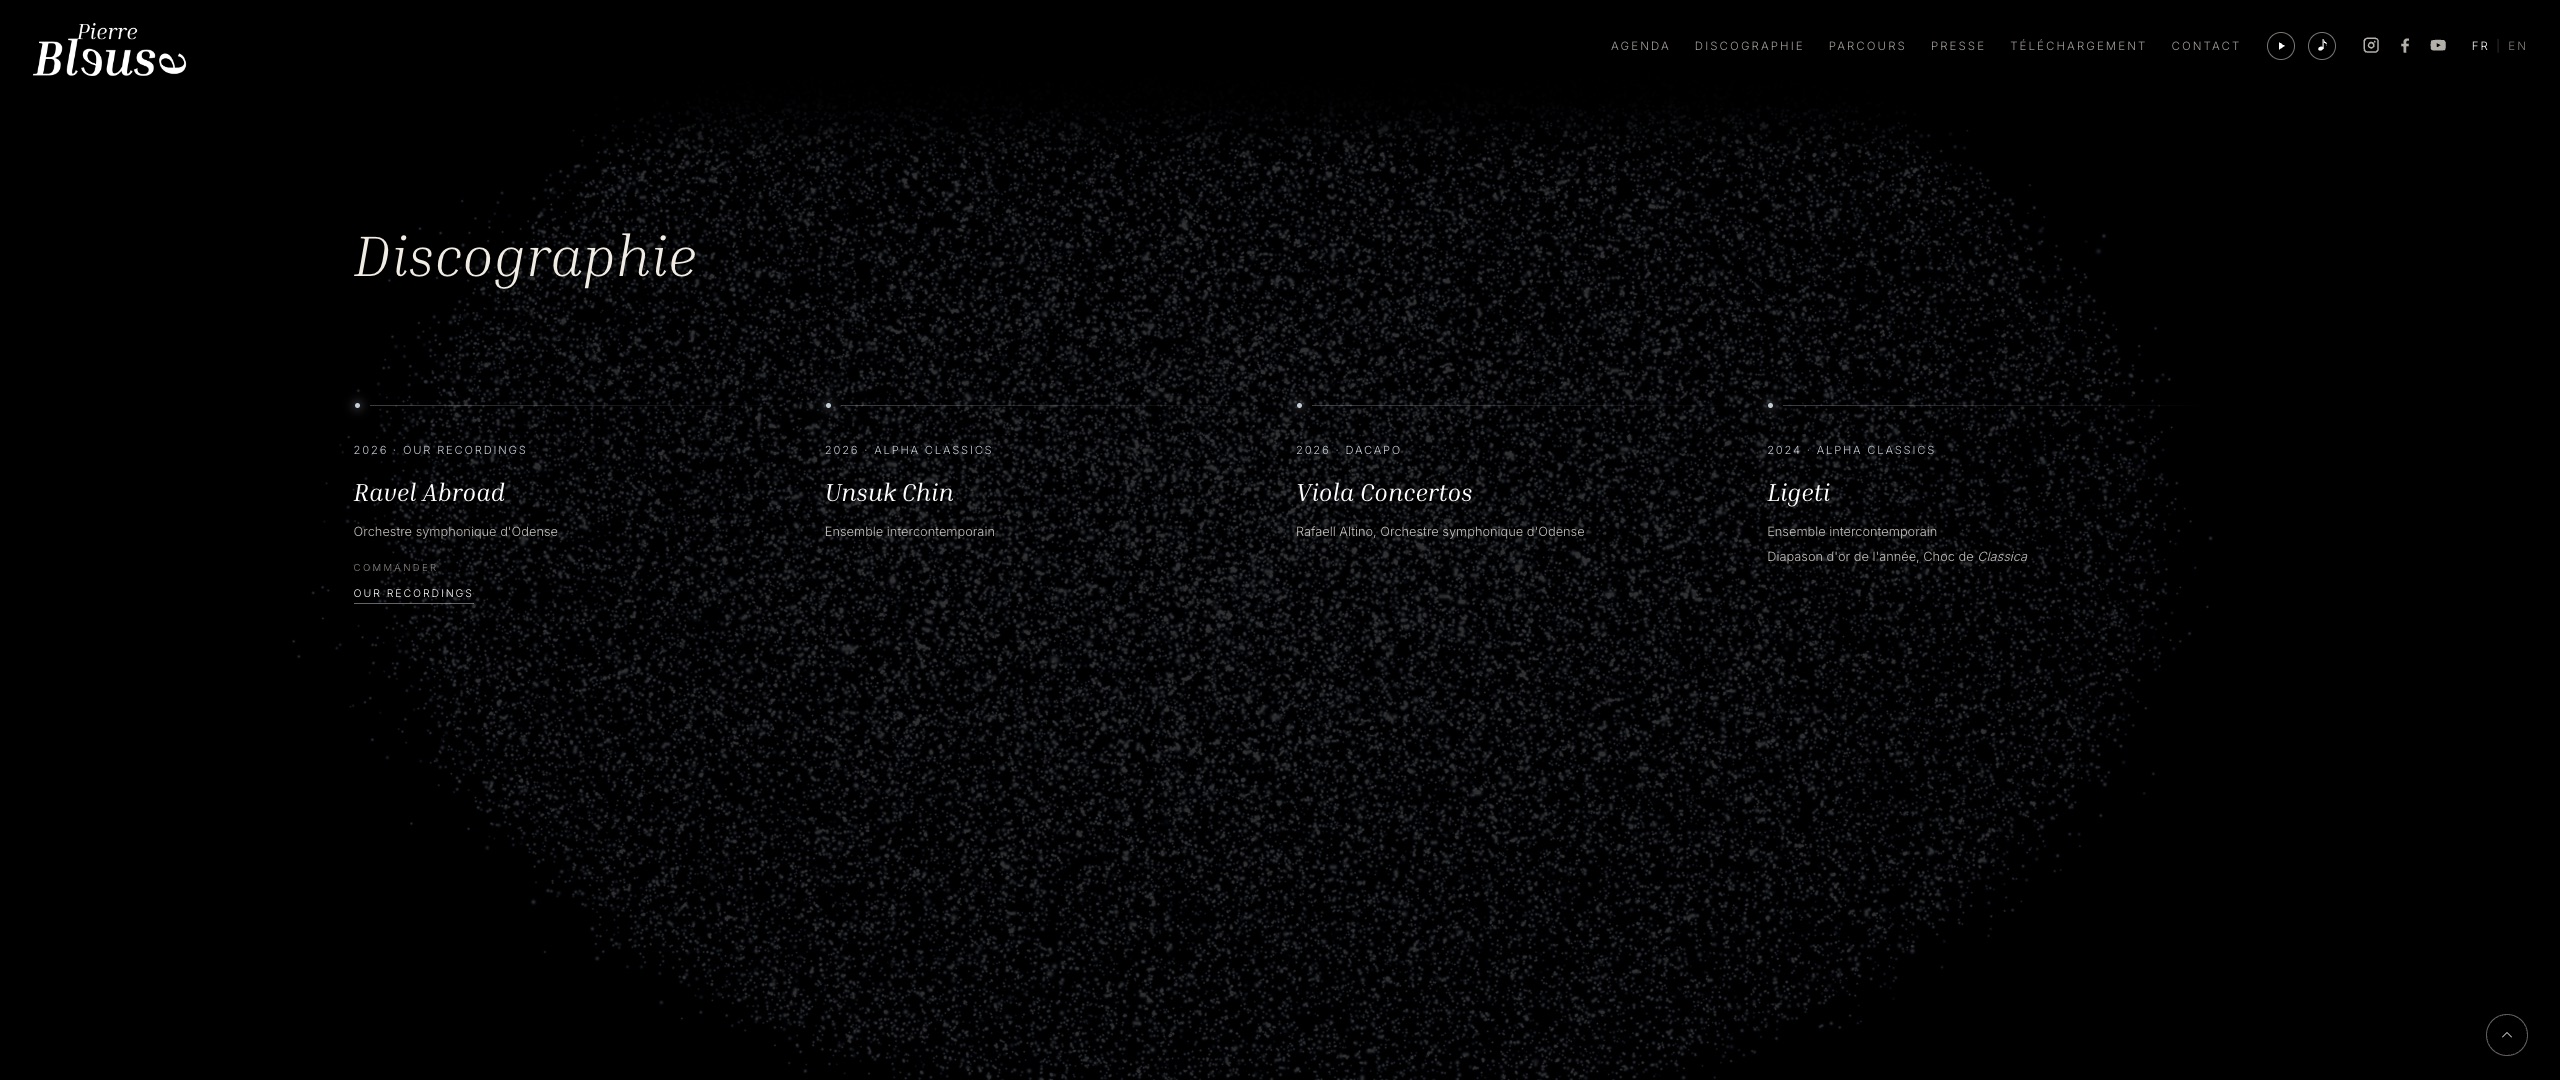 Pierre
Bleuse
AGENDA DISCOGRAPHIE PARCOURS PRESSE TÉLÉCHARGEMENT CONTACT FR | EN
Discographie
2026 · OUR RECORDINGS
Ravel Abroad
Orchestre symphonique d'Odense
COMMANDER
OUR RECORDINGS
2026 · ALPHA CLASSICS
Unsuk Chin
Ensemble intercontemporain
2026 · DACAPO
Viola Concertos
Rafaell Altino, Orchestre symphonique d'Odense
2024 · ALPHA CLASSICS
Ligeti
Ensemble intercontemporain
Diapason d'or de l'année, Choc de Classica